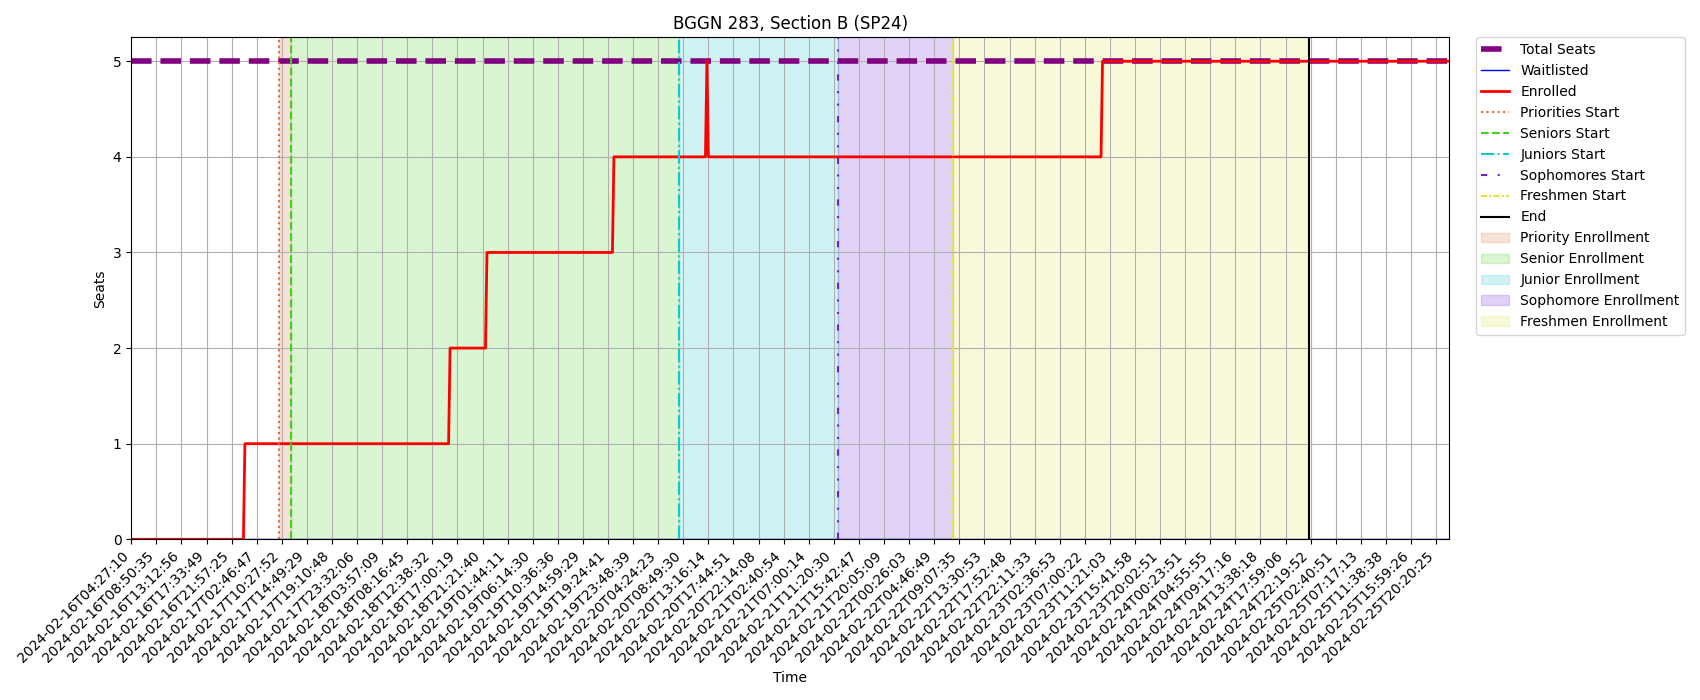 BGGN 283, Section B (SP24)
Seats
5
4
3
2
1
0
2024-02-16T04:27:10
2024-02-16T08:50:35
2024-02-16T13:12:56
2024-02-16T17:33:49
2024-02-16T21:57:25
2024-02-17T02:46:47
2024-02-17T10:27:52
2024-02-17T14:49:29
2024-02-17T19:10:48
2024-02-17T23:32:06
2024-02-18T03:57:09
2024-02-18T08:16:45
2024-02-18T12:38:32
2024-02-18T17:00:19
2024-02-18T21:21:40
2024-02-19T01:44:11
2024-02-19T06:14:30
2024-02-19T10:36:36
2024-02-19T14:59:29
2024-02-19T19:24:41
2024-02-19T23:48:39
2024-02-20T04:24:23
2024-02-20T08:49:30
2024-02-20T13:16:14
2024-02-20T17:44:51
2024-02-20T22:14:08
2024-02-21T02:40:54
2024-02-21T07:00:14
2024-02-21T11:20:30
2024-02-21T15:42:47
2024-02-21T20:05:09
2024-02-22T00:26:03
2024-02-22T04:46:49
2024-02-22T09:07:35
2024-02-22T13:30:53
2024-02-22T17:52:48
2024-02-22T22:11:33
2024-02-23T02:36:53
2024-02-23T07:00:22
2024-02-23T11:21:03
2024-02-23T15:41:58
2024-02-23T20:02:51
2024-02-24T00:23:51
2024-02-24T04:55:55
2024-02-24T09:17:16
2024-02-24T13:38:18
2024-02-24T17:59:06
2024-02-24T22:19:52
2024-02-25T02:40:51
2024-02-25T07:17:13
2024-02-25T11:38:38
2024-02-25T15:59:26
2024-02-25T20:20:25
Time
Total Seats
Waitlisted
Enrolled
Priorities Start
Seniors Start
Juniors Start
Sophomores Start
Freshmen Start
End
Priority Enrollment
Senior Enrollment
Junior Enrollment
Sophomore Enrollment
Freshmen Enrollment